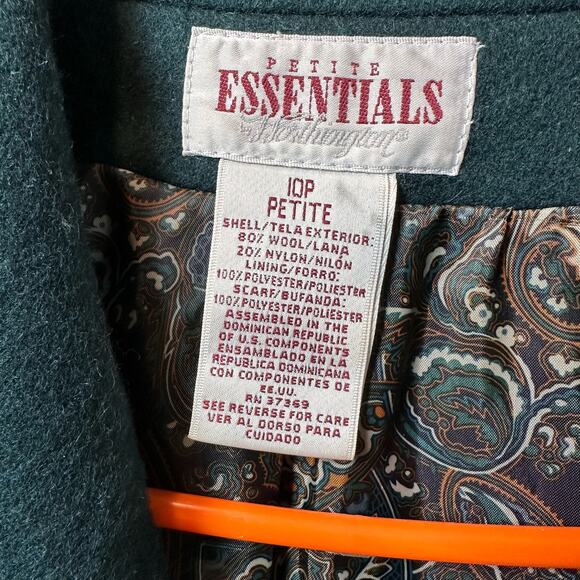 PETITE
ESSENTIALS
by Worthington
10P
PETITE
SHELL/TELA EXTERIOR:
80% WOOL/LANA
20% NYLON/NILÓN
LINING/FORRO:
100% POLYESTER/POLIESTER
SCARF/BUFANDA:
100% POLYESTER/POLIESTER
ASSEMBLED IN THE
DOMINICAN REPUBLIC
OF U.S. COMPONENTS
ENSAMBLADO EN LA
REPUBLICA DOMINICANA
CON COMPONENTES DE
EE.UU.
RN 37369
SEE REVERSE FOR CARE
VER AL DORSO PARA
CUIDADO